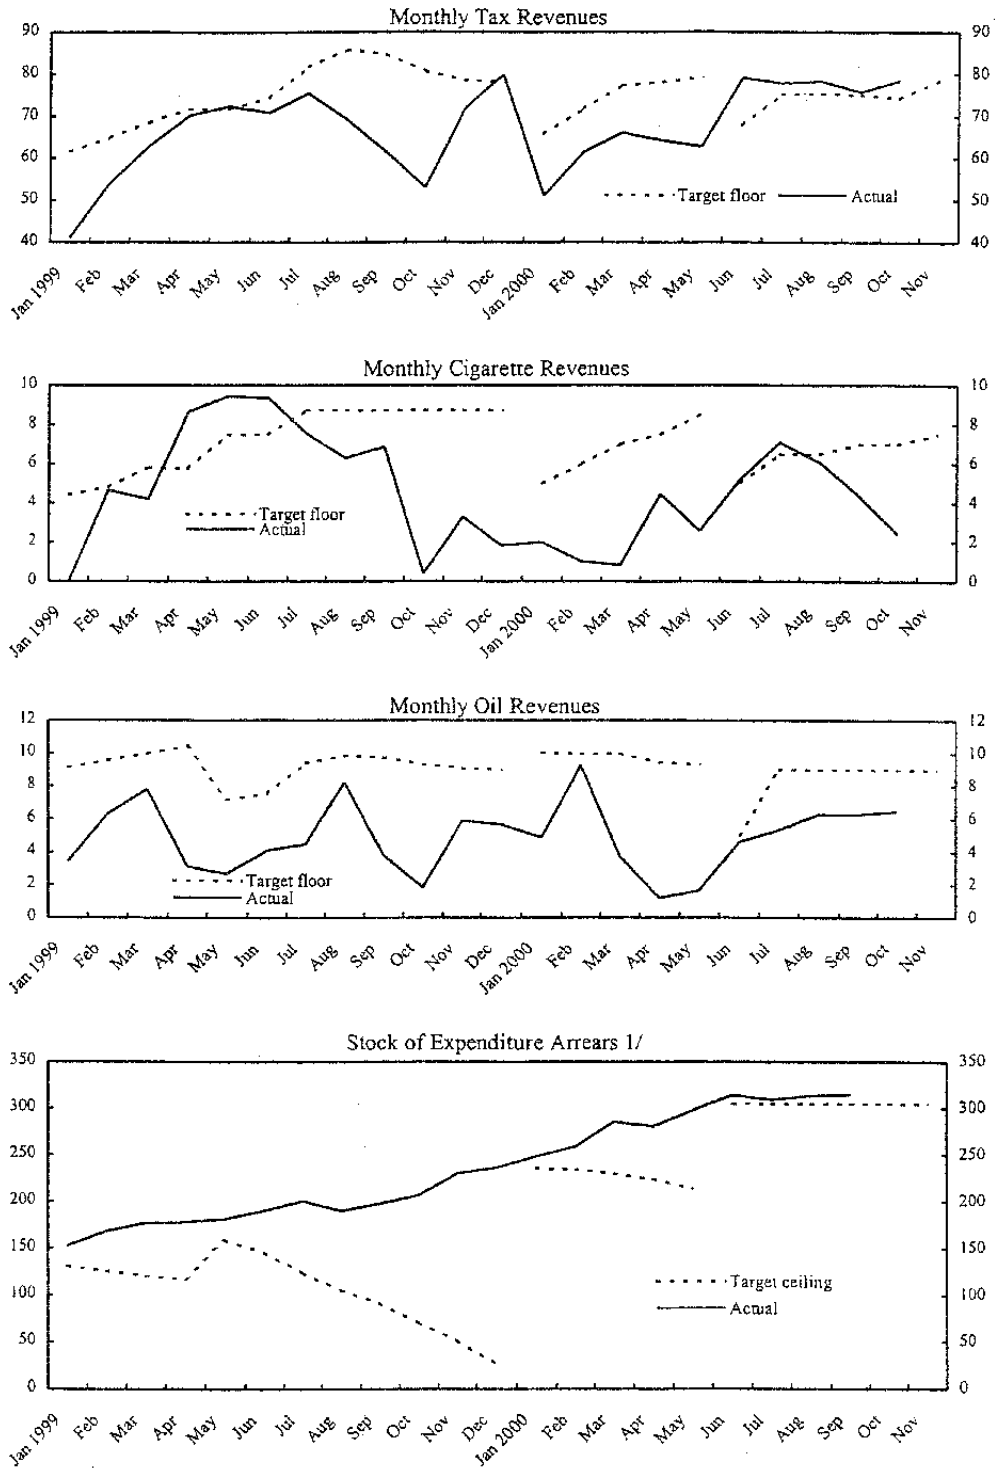 Monthly Tax Revenues
90 90
80 80
70 70
60 60
50 50
40 40
Target floor Actual
Jan 1999 Feb Mar Apr May Jun Jul Aug Sep Oct Nov Dec Jan 2000 Feb Mar Apr May Jun Jul Aug Sep Oct Nov
Monthly Cigarette Revenues
10 10
8 8
6 6
4 4
2 2
0 0
Target floor
Actual
Jan 1999 Feb Mar Apr May Jun Jul Aug Sep Oct Nov Dec Jan 2000 Feb Mar Apr May Jun Jul Aug Sep Oct Nov
Monthly Oil Revenues
12 12
10 10
8 8
6 6
4 4
2 2
0 0
Target floor
Actual
Jan 1999 Feb Mar Apr May Jun Jul Aug Sep Oct Nov Dec Jan 2000 Feb Mar Apr May Jun Jul Aug Sep Oct Nov
Stock of Expenditure Arrears 1/
350 350
300 300
250 250
200 200
150 150
100 100
50 50
0 0
Target ceiling
Actual
Jan 1999 Feb Mar Apr May Jun Jul Aug Sep Oct Nov Dec Jan 2000 Feb Mar Apr May Jun Jul Aug Sep Oct Nov